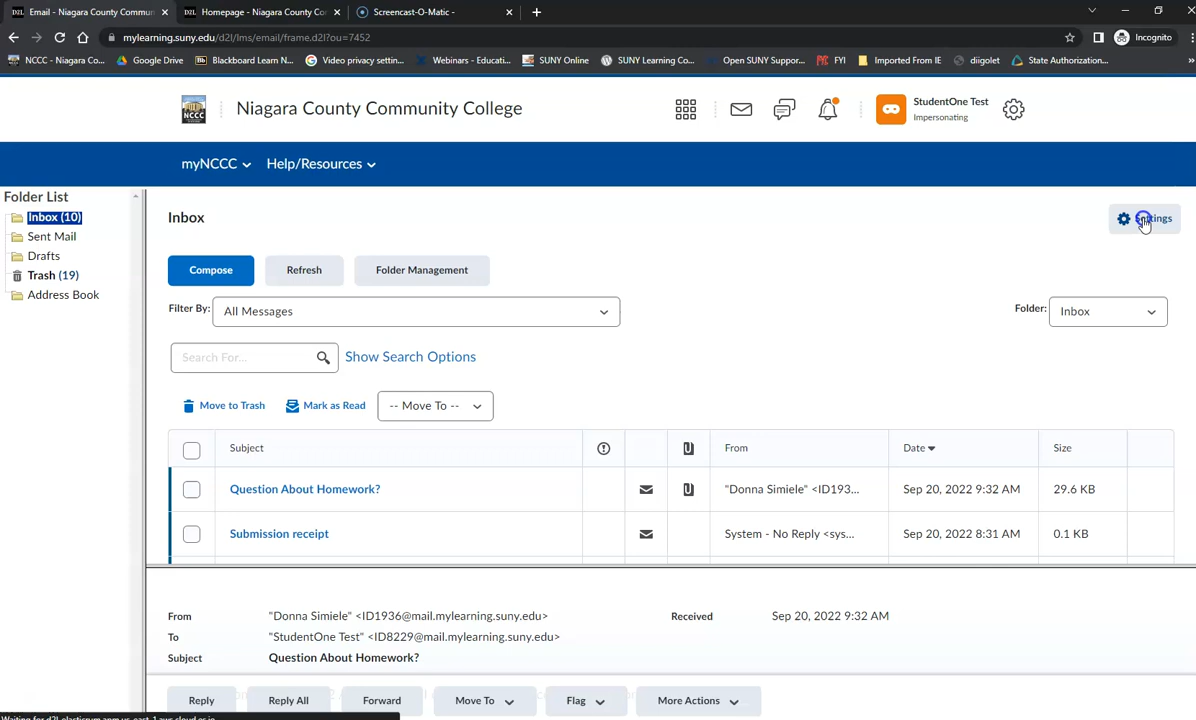 Email - Niagara County Commun
Homepage - Niagara County Co
Screencast-O-Matic -
mylearning.suny.edu/d2l/lms/email/frame.d2l?ou=7452
Incognito
NCCC - Niagara Co...
Google Drive
Blackboard Learn N...
Video privacy settin...
Webinars - Educati...
SUNY Online
SUNY Learning Co...
Open SUNY Suppor...
FYI
Imported From IE
diigolet
State Authorization...
NCCC
Niagara County Community College
StudentOne Test
Impersonating
myNCCC
Help/Resources
Folder List
Inbox (10)
Sent Mail
Drafts
Trash (19)
Address Book
Inbox
Settings
Compose
Refresh
Folder Management
Filter By:
All Messages
Folder:
Inbox
Search For...
Show Search Options
Move to Trash
Mark as Read
-- Move To --
Subject
From
Date
Size
Question About Homework?
"Donna Simiele" <ID193...
Sep 20, 2022 9:32 AM
29.6 KB
Submission receipt
System - No Reply <sys...
Sep 20, 2022 8:31 AM
0.1 KB
From
"Donna Simiele" <ID1936@mail.mylearning.suny.edu>
Received
Sep 20, 2022 9:32 AM
To
"StudentOne Test" <ID8229@mail.mylearning.suny.edu>
Subject
Question About Homework?
Reply
Reply All
Forward
Move To
Flag
More Actions